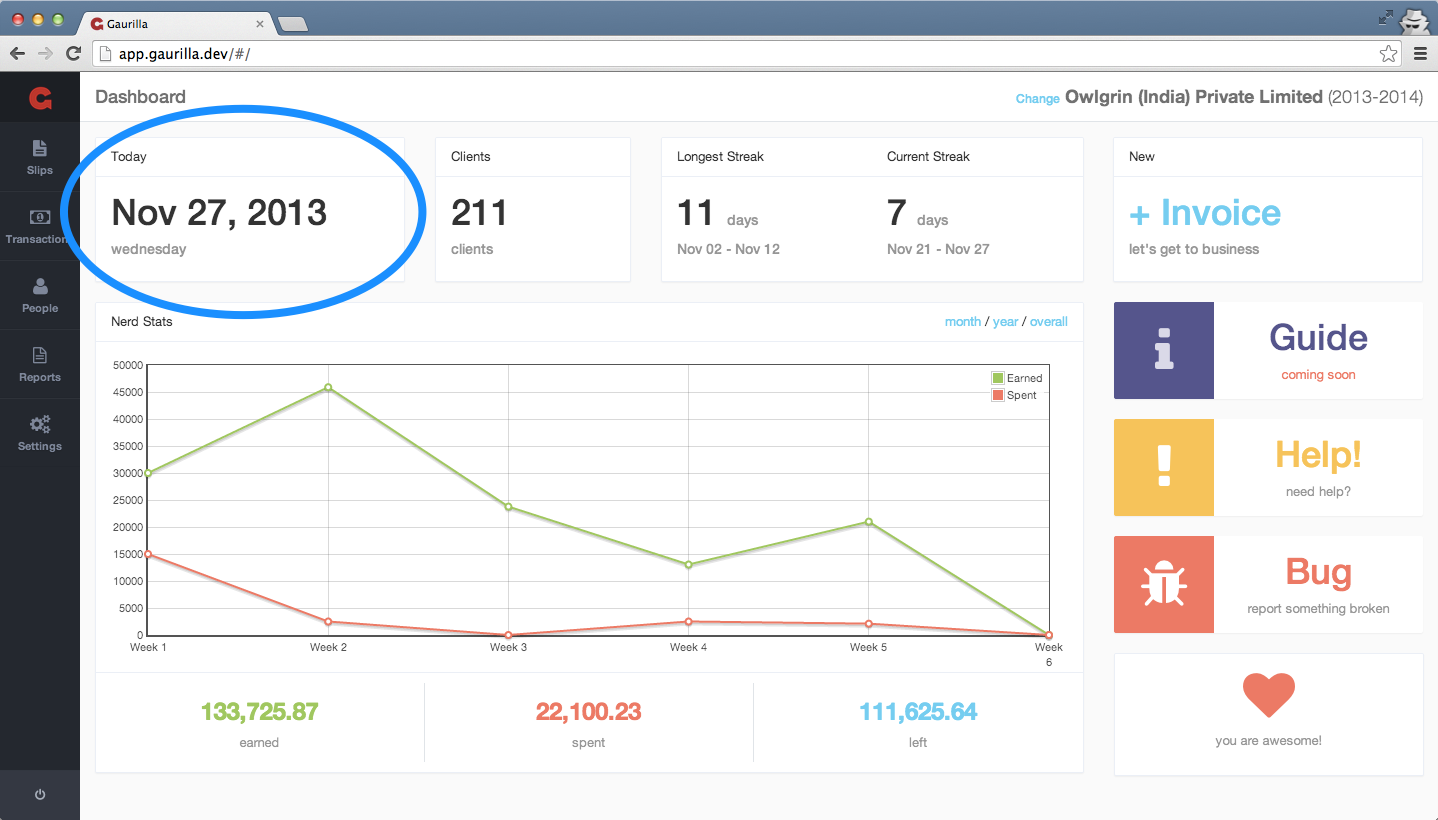 Gaurilla
app.gaurilla.dev/#/
Dashboard
Change Owlgrin (India) Private Limited (2013-2014)
Slips
Transaction
People
Reports
Settings
Today
Nov 27, 2013
wednesday
Clients
211
clients
Longest Streak
11 days
Nov 02 - Nov 12
Current Streak
7 days
Nov 21 - Nov 27
New
+ Invoice
let's get to business
Nerd Stats
month / year / overall
50000
45000
40000
35000
30000
25000
20000
15000
10000
5000
0
Earned
Spent
Week 1
Week 2
Week 3
Week 4
Week 5
Week
6
133,725.87
earned
22,100.23
spent
111,625.64
left
Guide
coming soon
Help!
need help?
Bug
report something broken
you are awesome!